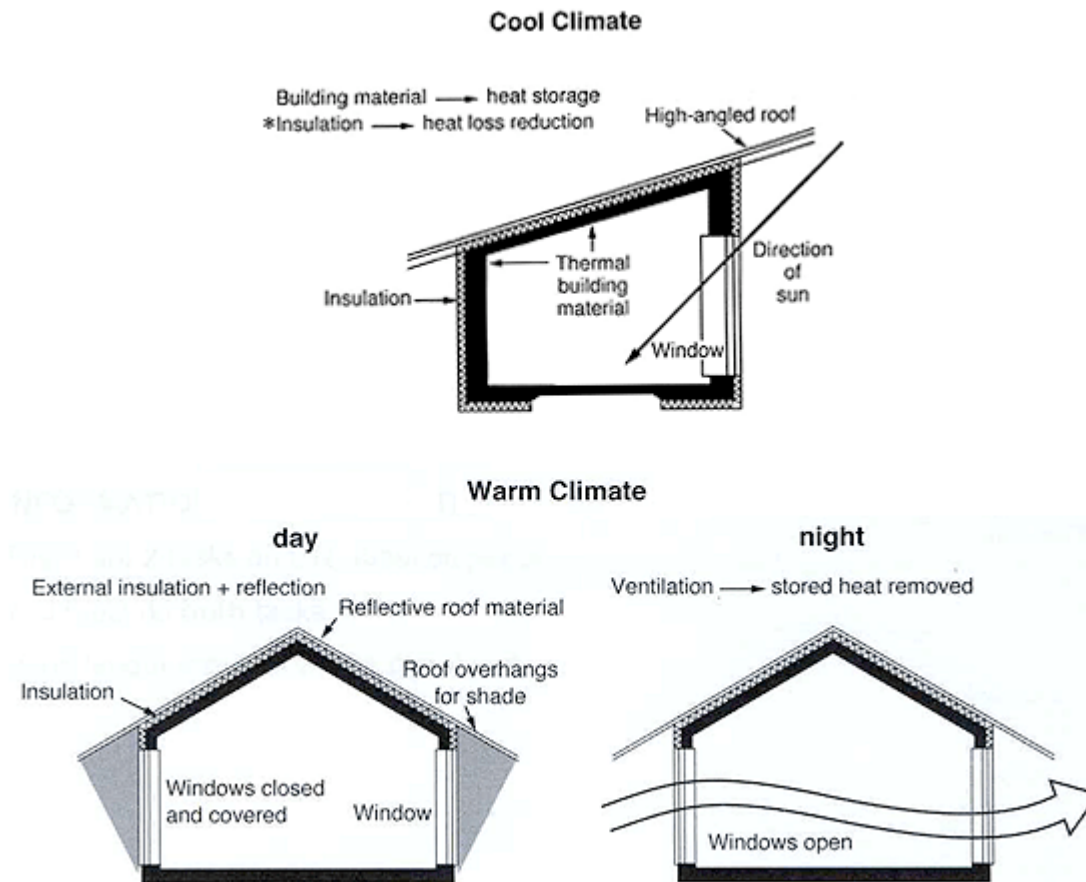 Cool Climate
Building material → heat storage
*Insulation → heat loss reduction
High-angled roof
Direction
of
sun
Thermal
building
material
Insulation
Window
Warm Climate
day
External insulation + reflection
Reflective roof material
Roof overhangs
for shade
Insulation
Windows closed
and covered
Window
night
Ventilation → stored heat removed
Windows open